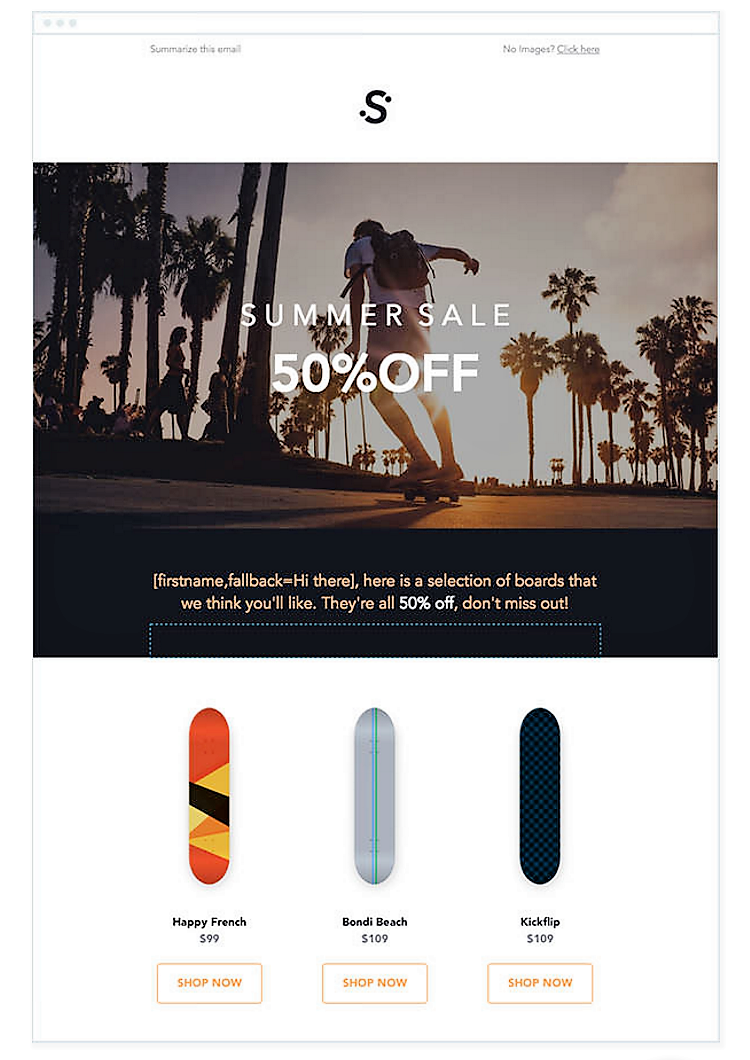 Summarize this email
No Images? Click here
S
SUMMER SALE
50%OFF
[firstname,fallback=Hi there], here is a selection of boards that
we think you'll like. They're all 50% off, don't miss out!
Happy French
$99
Bondi Beach
$109
Kickflip
$109
SHOP NOW
SHOP NOW
SHOP NOW